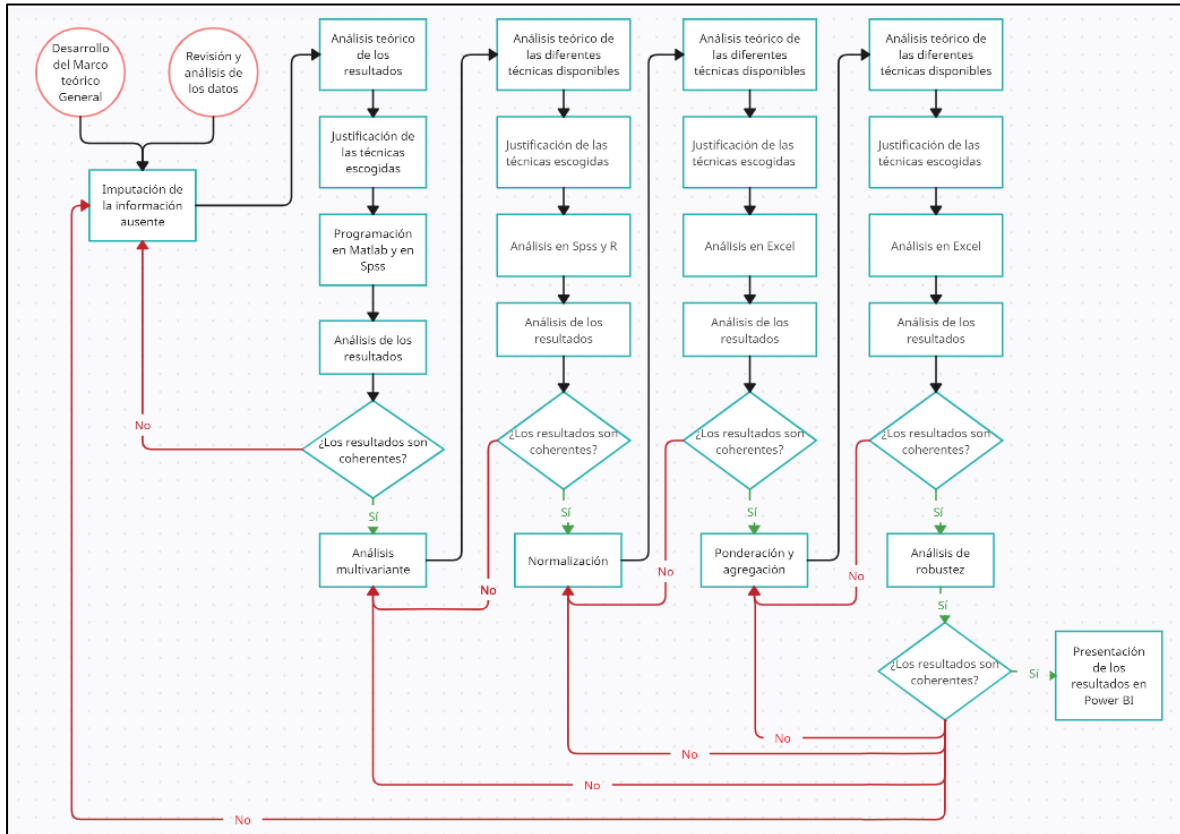 Desarrollo
del Marco
teórico
General
Revisión y
análisis de
los datos
Imputación de
la información
ausente
Análisis teórico
de los
resultados
Justificación de
las técnicas
escogidas
Programación
en Matlab y en
Spss
Análisis de los
resultados
¿Los resultados son
coherentes?
No
Sí
Análisis
multivariante
Análisis teórico de
las diferentes
técnicas disponibles
Justificación de las
técnicas escogidas
Análisis en Spss y R
Análisis de los
resultados
¿Los resultados son
coherentes?
No
Sí
Normalización
Análisis teórico de
las diferentes
técnicas disponibles
Justificación de las
técnicas escogidas
Análisis en Excel
Análisis de los
resultados
¿Los resultados son
coherentes?
No
Sí
Ponderación y
agregación
Análisis teórico de
las diferentes
técnicas disponibles
Justificación de las
técnicas escogidas
Análisis en Excel
Análisis de los
resultados
¿Los resultados son
coherentes?
No
Sí
Análisis de
robustez
Sí
¿Los resultados son
coherentes?
Sí
Presentación
de los
resultados en
Power BI
No
No
No
No